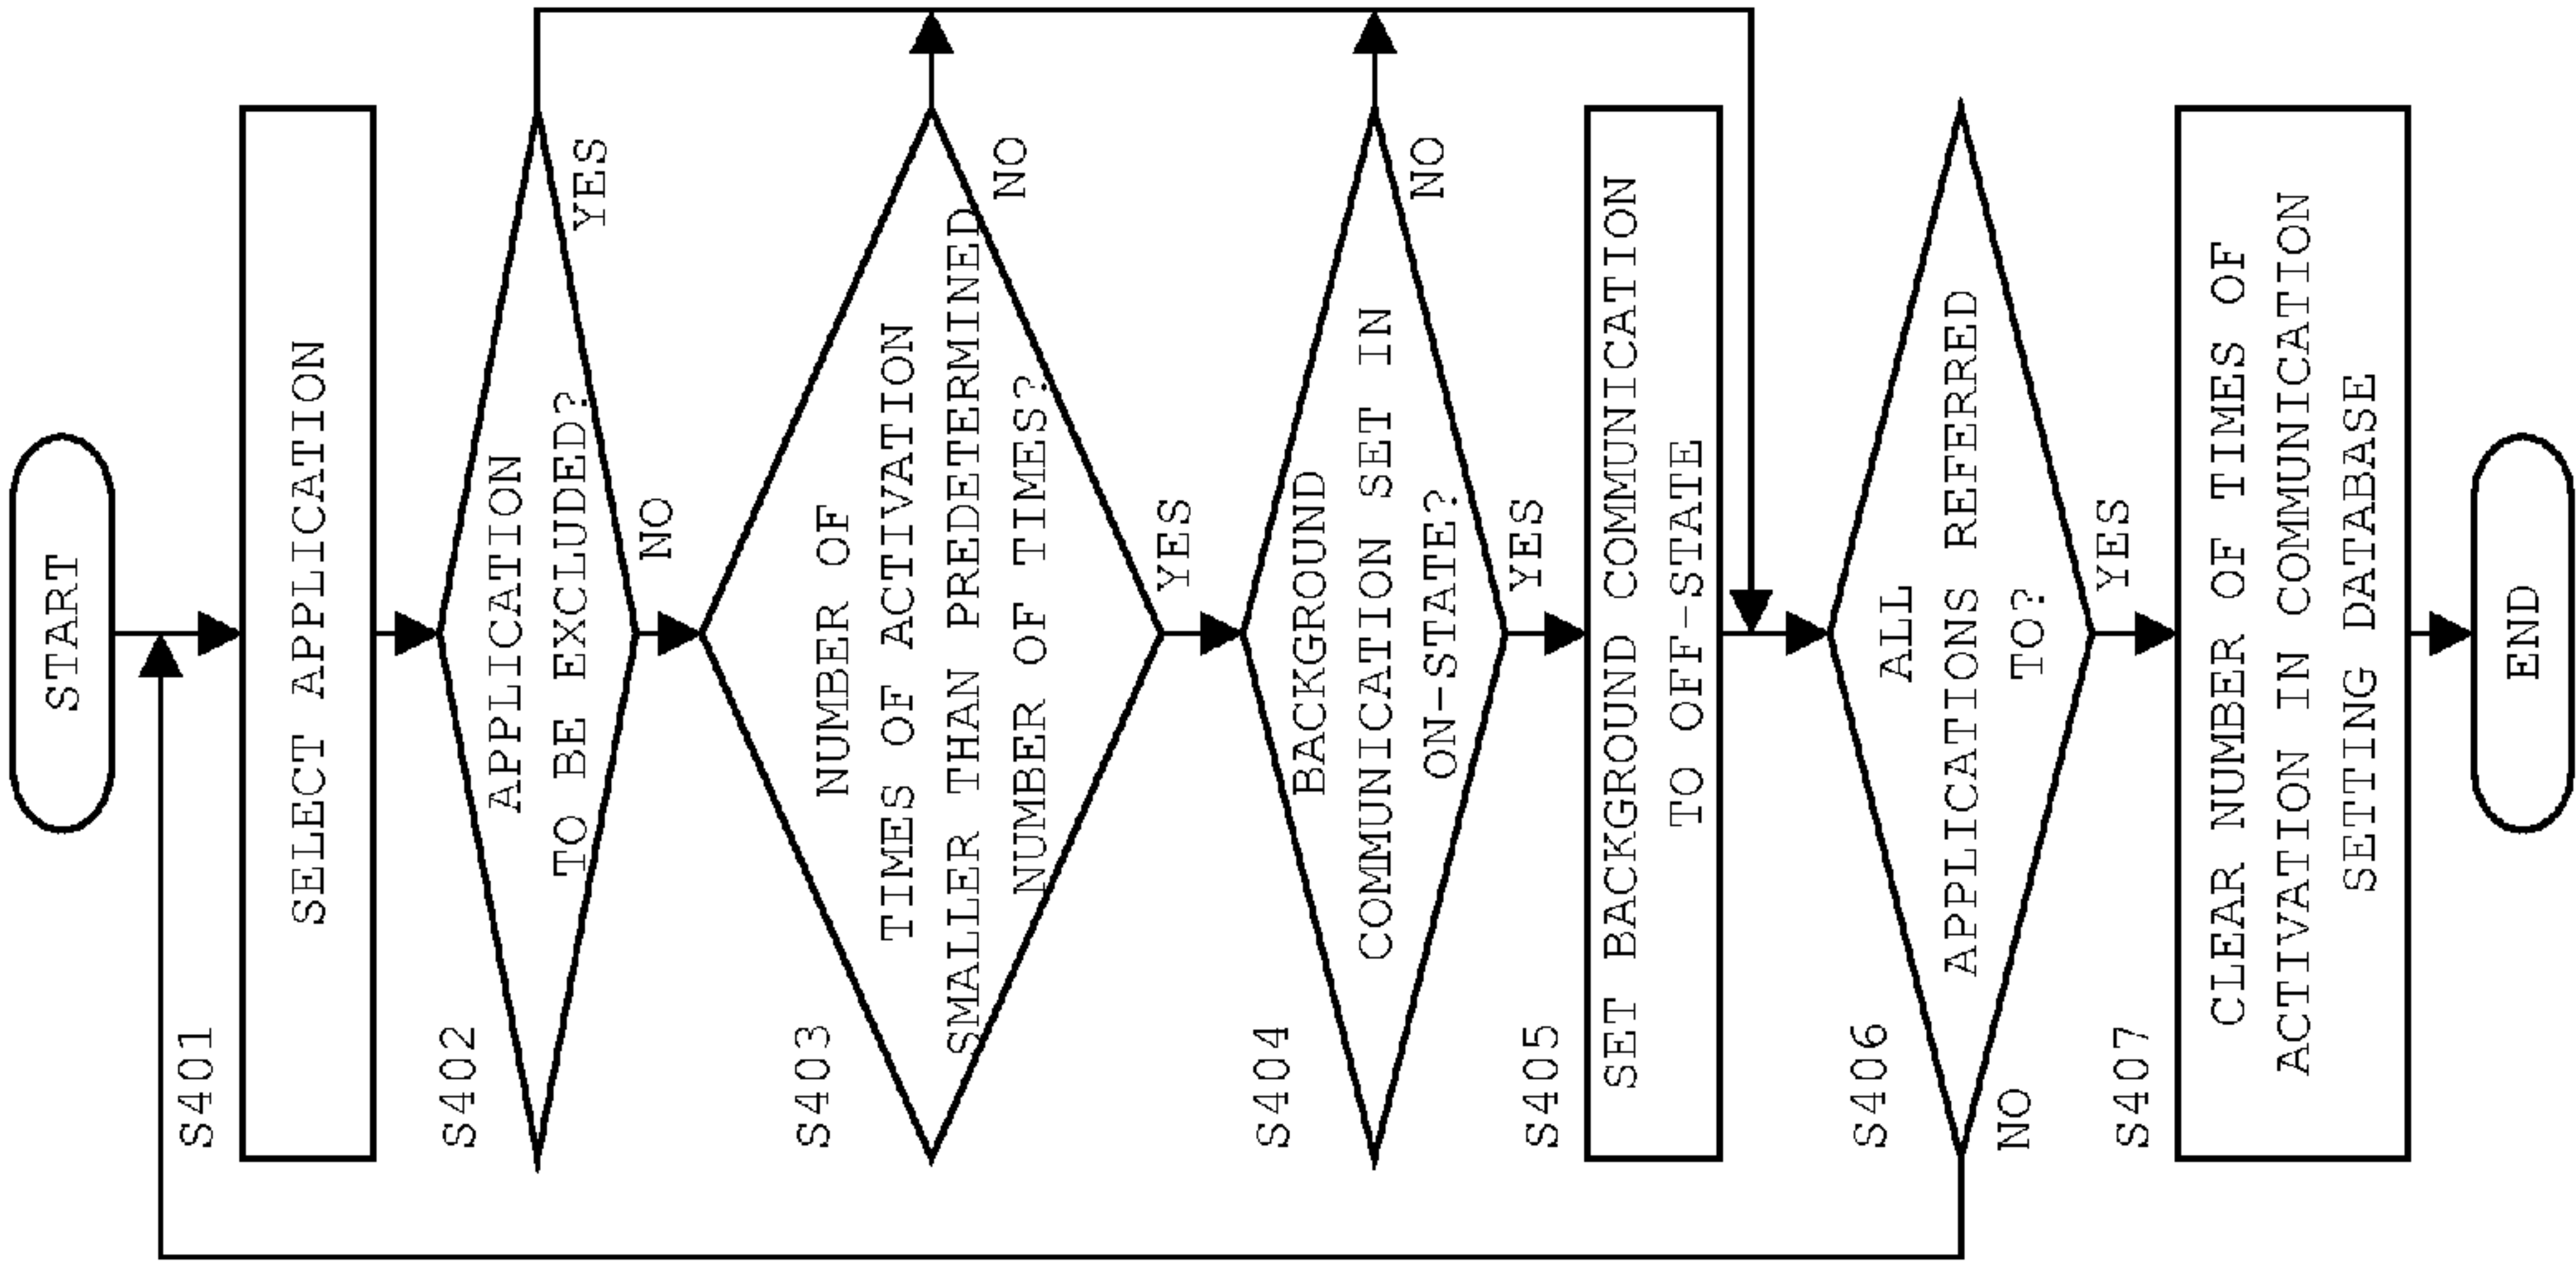 START
S401
SELECT APPLICATION
S402
APPLICATION
TO BE EXCLUDED?
YES
NO
S403
NUMBER OF
TIMES OF ACTIVATION
SMALLER THAN PREDETERMINED
NUMBER OF TIMES?
NO
YES
S404
BACKGROUND
COMMUNICATION SET IN
ON-STATE?
NO
YES
S405
SET BACKGROUND COMMUNICATION
TO OFF-STATE
S406
ALL
APPLICATIONS REFERRED
TO?
NO
YES
S407
CLEAR NUMBER OF TIMES OF
ACTIVATION IN COMMUNICATION
SETTING DATABASE
END